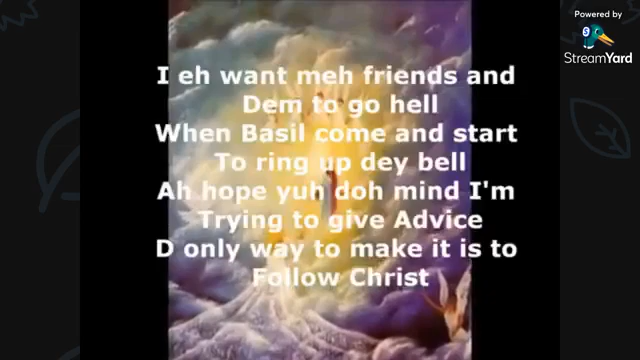 Powered by
StreamYard
I eh want meh friends and
Dem to go hell
When Basil come and start
To ring up dey bell
Ah hope yuh doh mind I'm
Trying to give Advice
D only way to make it is to
Follow Christ